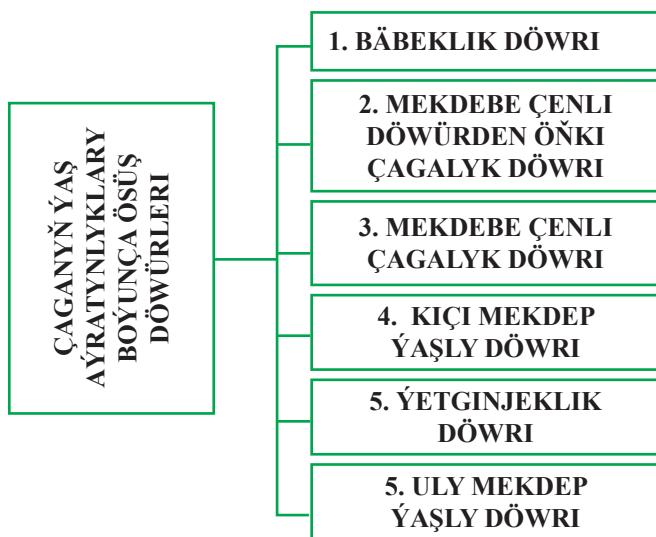 ÇAGANYŇ ÝAŞ
AÝRATYNLYKLARY
BOÝUNÇA ÖSÜŞ
DÖWÜRLERI
1. BÄBEKLIK DÖWRI
2. MEKDEBE ÇENLI
DÖWÜRDEN ÖŇKI
ÇAGALYK DÖWRI
3. MEKDEBE ÇENLI
ÇAGALYK DÖWRI
4. KIÇI MEKDEP
ÝAŞLY DÖWRI
5. ÝETGINJEKLIK
DÖWRI
5. ULY MEKDEP
ÝAŞLY DÖWRI